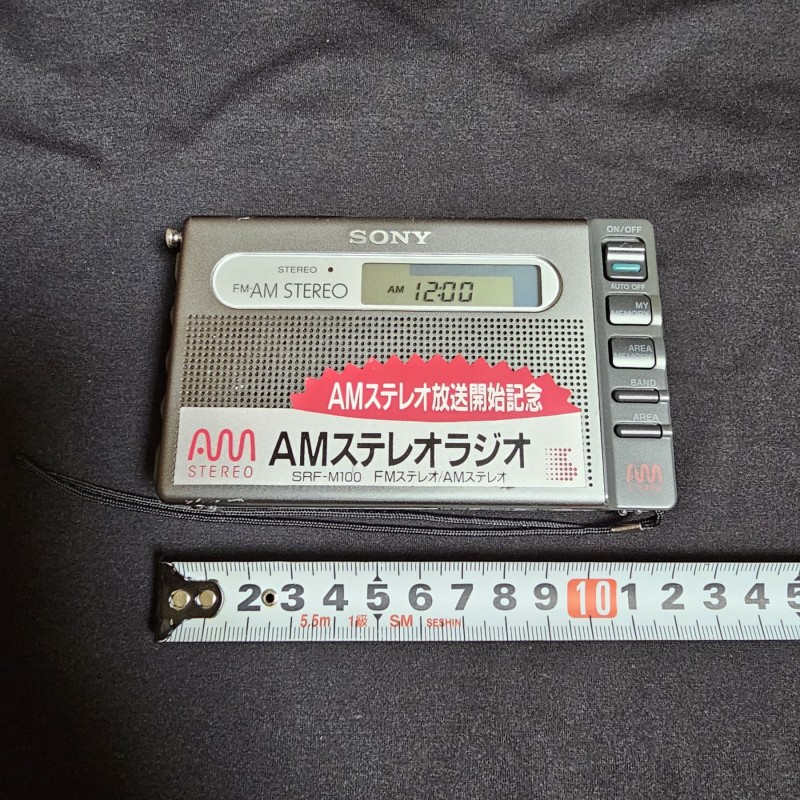 SONY
ON/OFF
STEREO
FM·AM STEREO
AM 12:00
AUTO OFF
MY
MEMORY
AREA
MEMORY
BAND
AREA
AMステレオ放送開始記念
AM
STEREO
AMステレオラジオ
SRF-M100 FMステレオ/AMステレオ
AM
STEREO
2 3 4 5 6 7 8 9 10 1 2 3 4 5
5.5m 1級 SM SESHIN